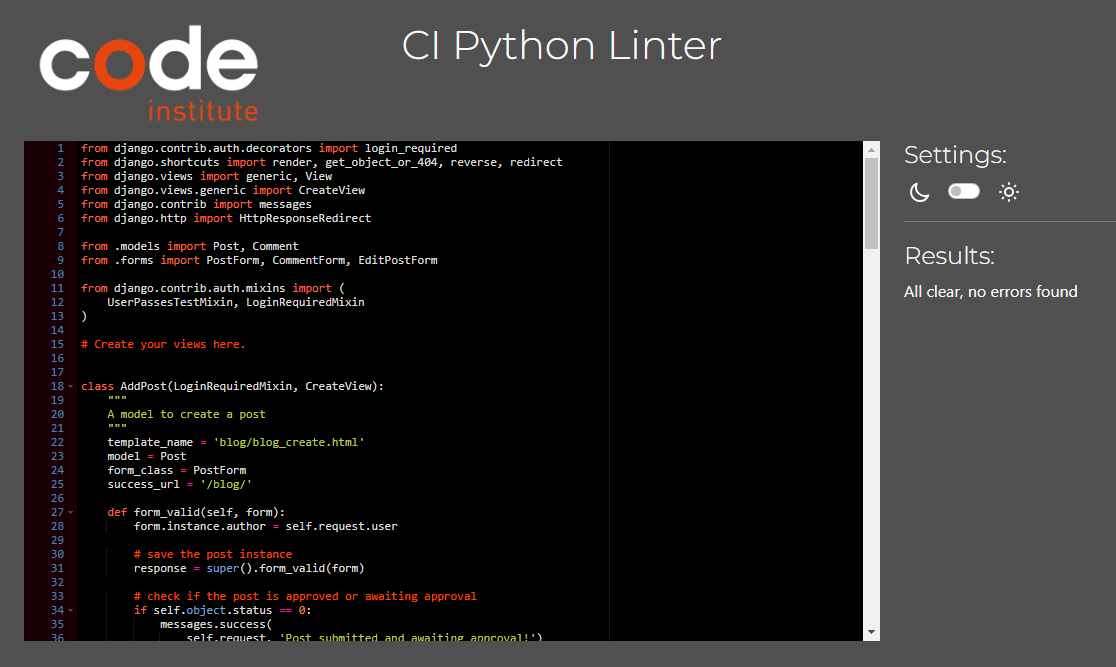 code
institute
CI Python Linter
1 from django.contrib.auth.decorators import login_required
2 from django.shortcuts import render, get_object_or_404, reverse, redirect
3 from django.views import generic, View
4 from django.views.generic import CreateView
5 from django.contrib import messages
6 from django.http import HttpResponseRedirect
7
8 from .models import Post, Comment
9 from .forms import PostForm, CommentForm, EditPostForm
10
11 from django.contrib.auth.mixins import (
12     UserPassesTestMixin, LoginRequiredMixin
13 )
14
15 # Create your views here.
16
17
18 class AddPost(LoginRequiredMixin, CreateView):
19     """
20     A model to create a post
21     """
22     template_name = 'blog/blog_create.html'
23     model = Post
24     form_class = PostForm
25     success_url = '/blog/'
26
27     def form_valid(self, form):
28         form.instance.author = self.request.user
29
30         # save the post instance
31         response = super().form_valid(form)
32
33         # check if the post is approved or awaiting approval
34         if self.object.status == 0:
35             messages.success(
36                 self.request, 'Post submitted and awaiting approval!')
Settings:
Results:
All clear, no errors found